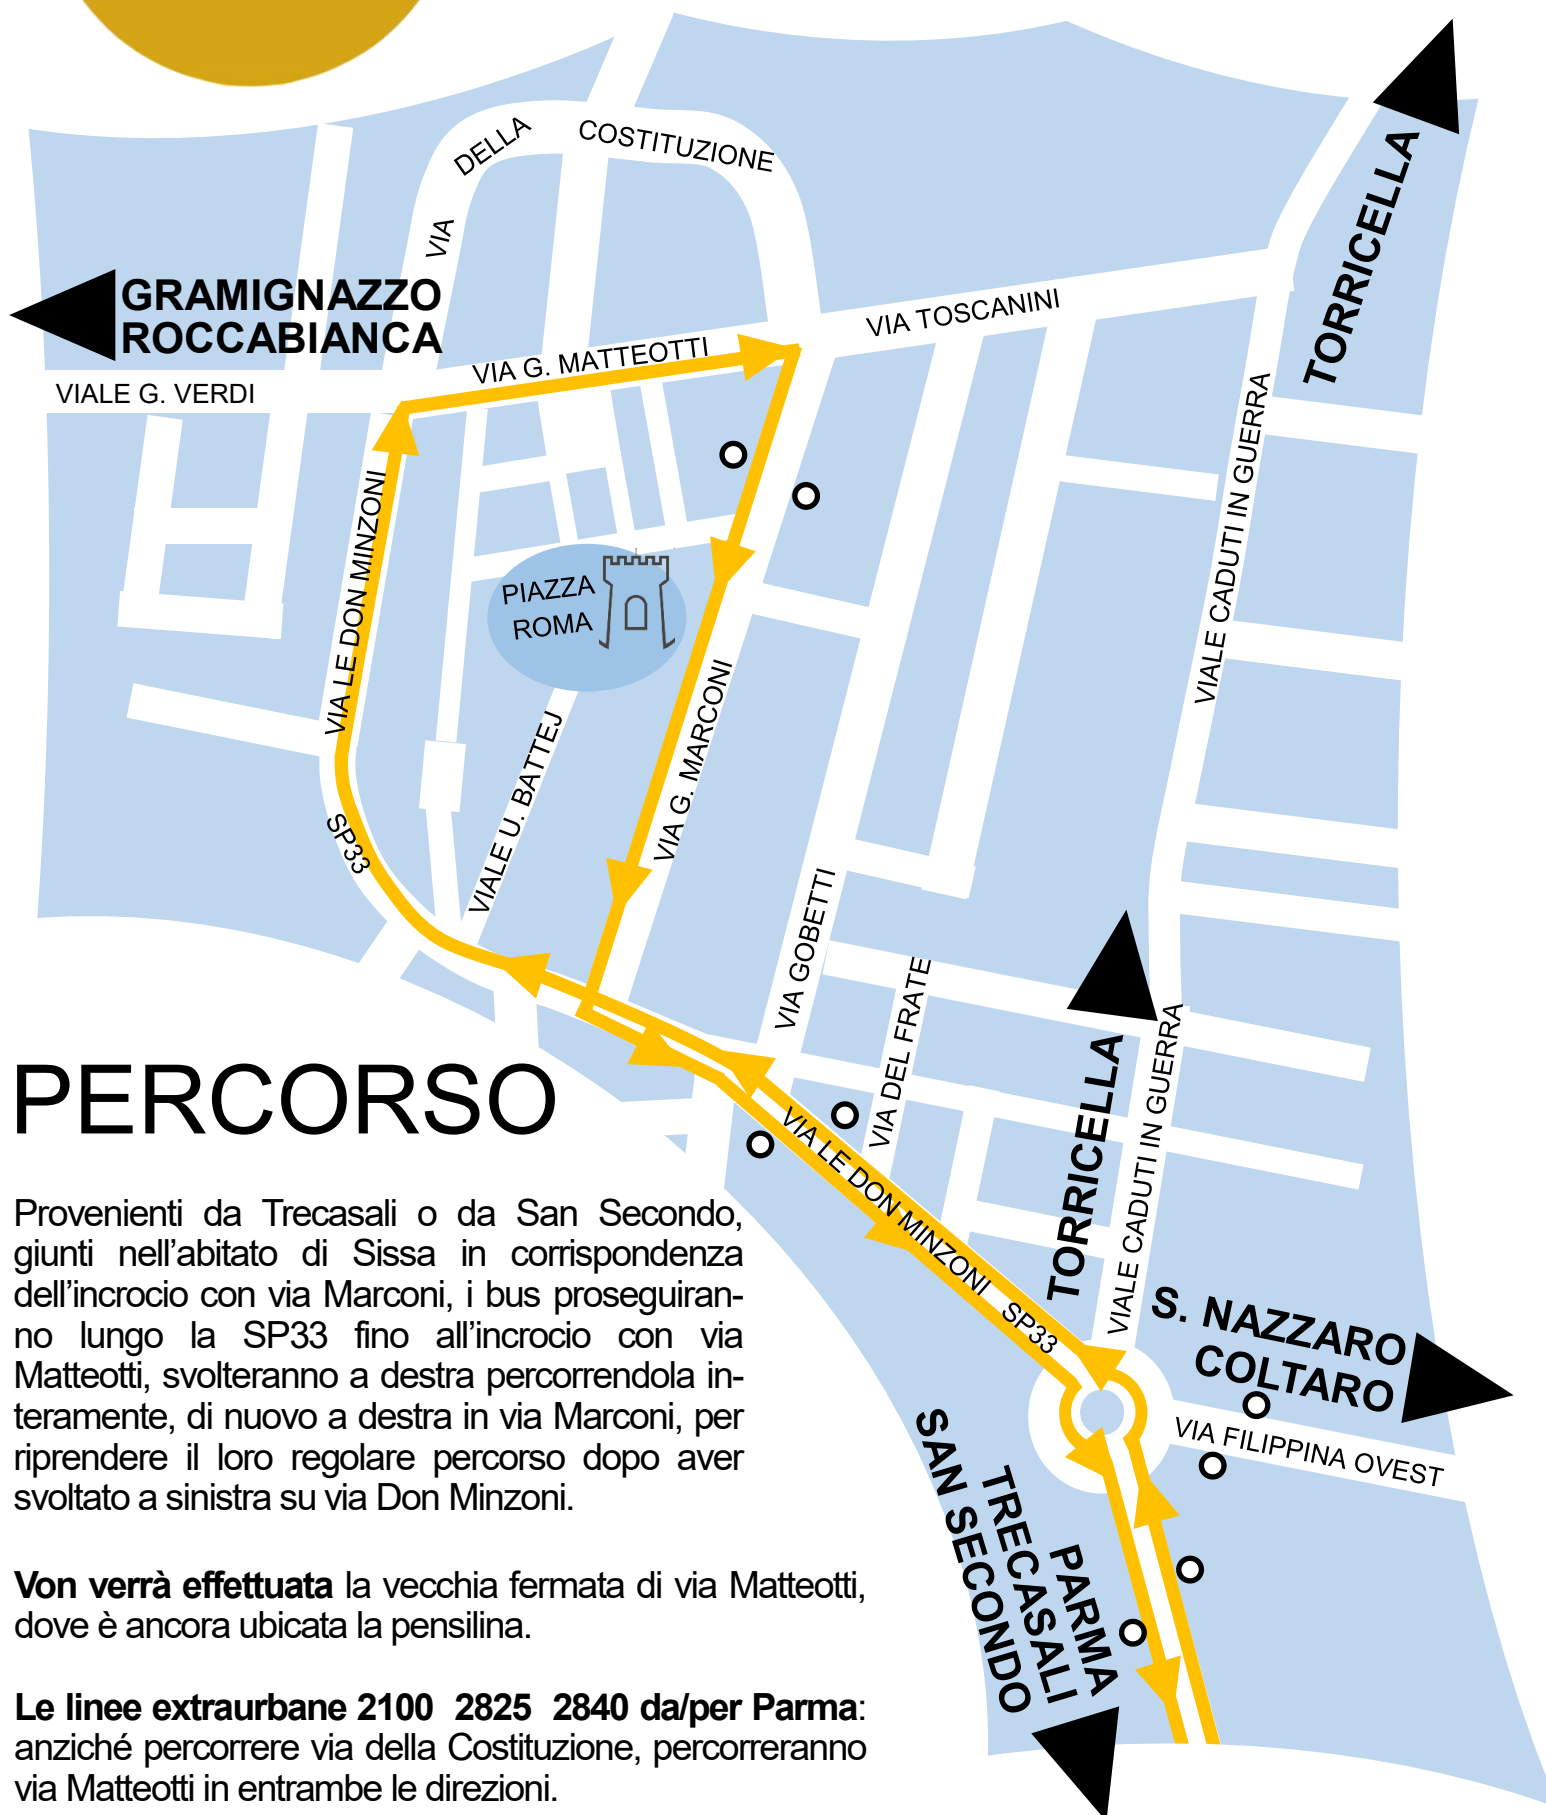 DELLA
COSTITUZIONE
VIA
TORRICELLA
GRAMIGNAZZO
ROCCABIANCA
VIA TOSCANINI
VIA G. MATTEOTTI
VIALE G. VERDI
VIALE CADUTI IN GUERRA
VIA LE DON MINZONI
PIAZZA
ROMA
VIA G. MARCONI
VIALE U. BATTEJ
SP33
VIA GOBETTI
VIA DEL FRATE
TORRICELLA
VIALE CADUTI IN GUERRA
VIA LE DON MINZONI SP33
S. NAZZARO
COLTARO
VIA FILIPPINA OVEST
PARMA
TRECASALI
SAN SECONDO
PERCORSO
Provenienti da Trecasali o da San Secondo,
giunti nell’abitato di Sissa in corrispondenza
dell’incrocio con via Marconi, i bus proseguiran-
no lungo la SP33 fino all’incrocio con via
Matteotti, svolteranno a destra percorrendola in-
teramente, di nuovo a destra in via Marconi, per
riprendere il loro regolare percorso dopo aver
svoltato a sinistra su via Don Minzoni.
Von verrà effettuata la vecchia fermata di via Matteotti,
dove è ancora ubicata la pensilina.
Le linee extraurbane 2100 2825 2840 da/per Parma:
anziché percorrere via della Costituzione, percorreranno
via Matteotti in entrambe le direzioni.